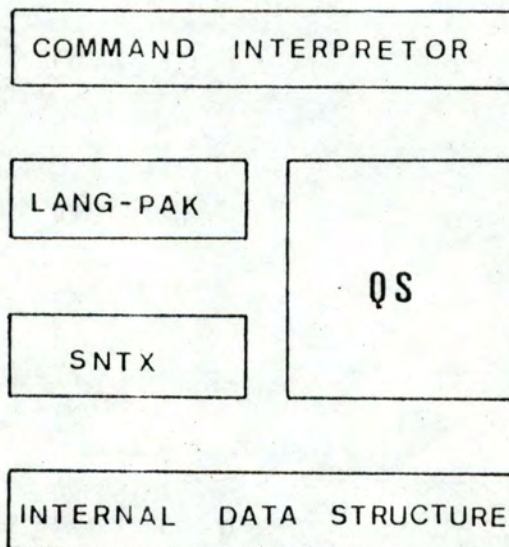 COMMAND INTERPRETOR
LANG-PAK
QS
SNTX
INTERNAL DATA STRUCTURE